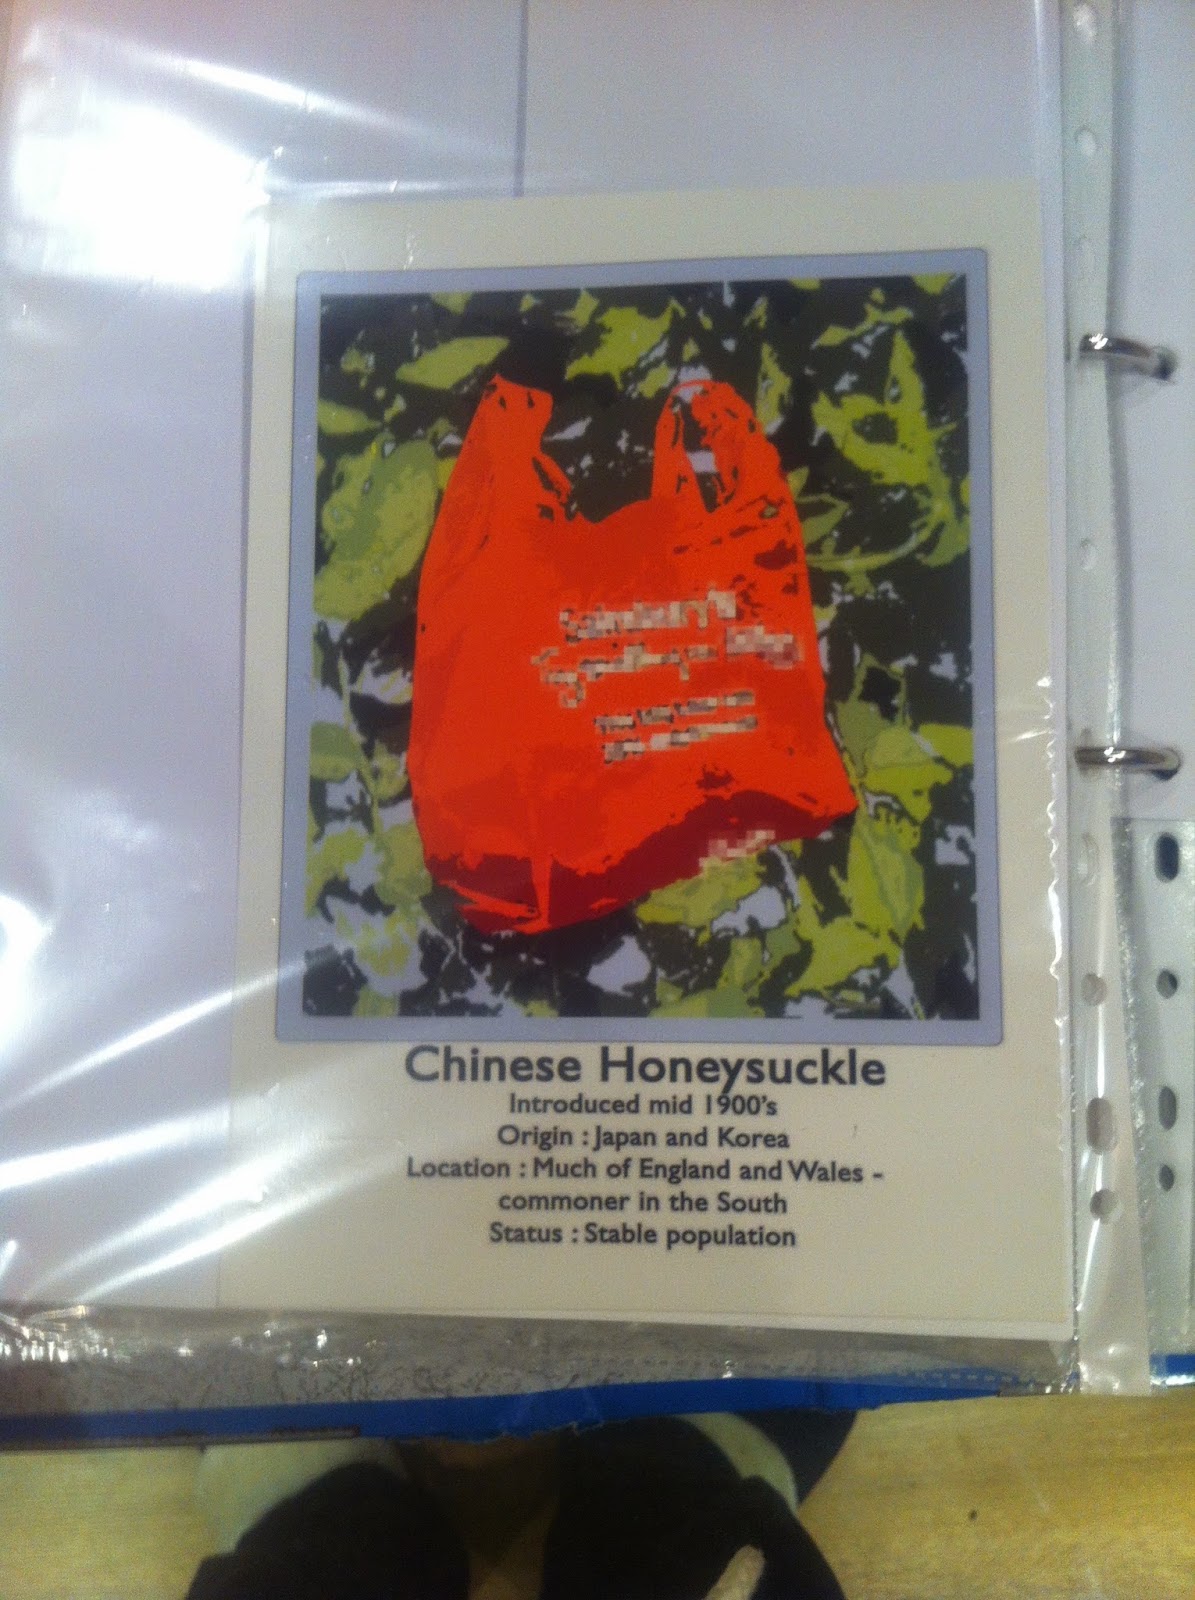 Sainsbury's
Chinese Honeysuckle
Introduced mid 1900's
Origin : Japan and Korea
Location : Much of England and Wales -
commoner in the South
Status : Stable population